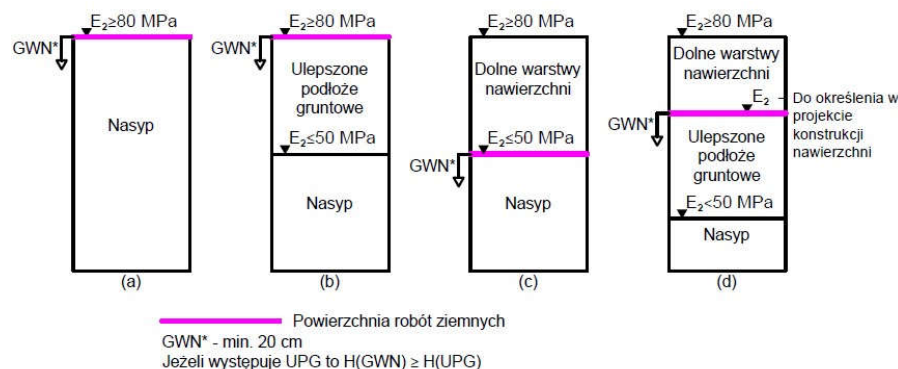 E₂≥80 MPa
GWN*
Nasyp
(a)
E₂≥80 MPa
GWN*
Ulepszone
podłoże
gruntowe
E₂≤50 MPa
Nasyp
(b)
E₂≥80 MPa
Dolne warstwy
nawierzchni
E₂≤50 MPa
GWN*
Nasyp
(c)
E₂≥80 MPa
Dolne warstwy
nawierzchni
E₂ - Do określenia w
projekcie
konstrukcji
nawierzchni
GWN*
Ulepszone
podłoże
gruntowe
E₂<50 MPa
Nasyp
(d)
Powierzchnia robót ziemnych
GWN* - min. 20 cm
Jeżeli występuje UPG to H(GWN) ≥ H(UPG)